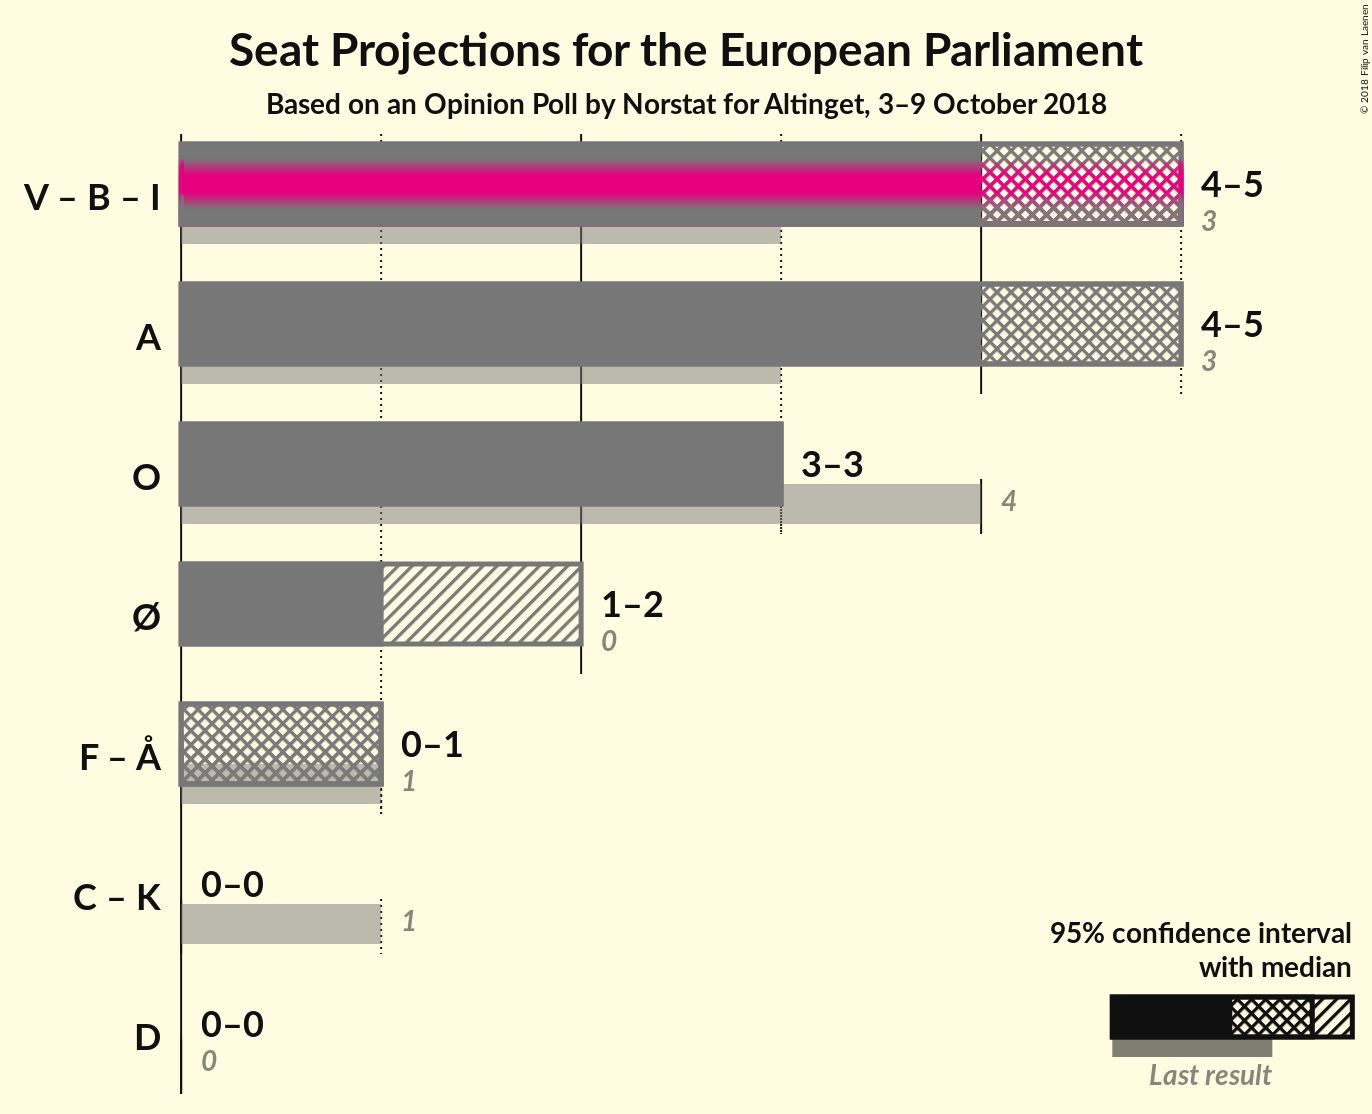 Seat Projections for the European Parliament
Based on an Opinion Poll by Norstat for Altinget, 3–9 October 2018
© 2018 Filip van Laenen
V – B – I
4–5
3
A
4–5
3
O
3–3
4
Ø
1–2
0
F – Å
0–1
1
C – K
0–0
1
D
0–0
0
95% confidence interval
with median
Last result